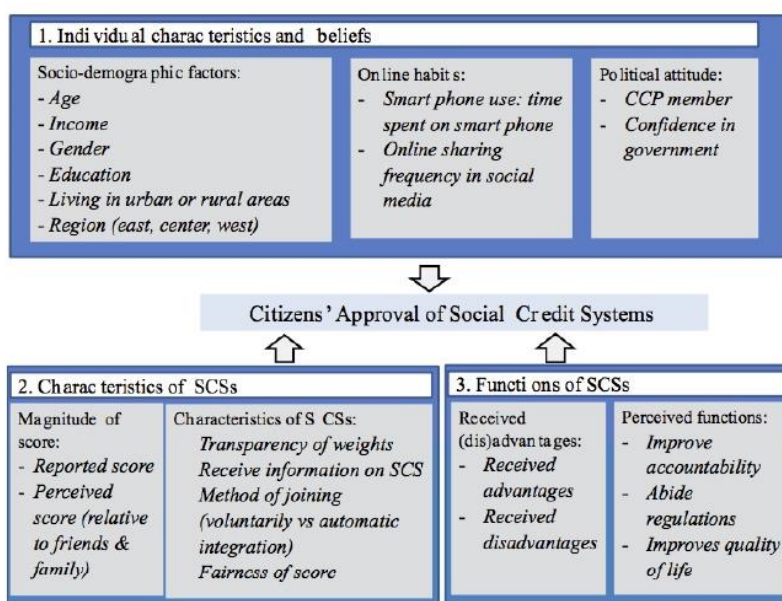 1. Individual characteristics and beliefs
Socio-demographic factors:
- Age
- Income
- Gender
- Education
- Living in urban or rural areas
- Region (east, center, west)
Online habits:
- Smart phone use: time
spent on smart phone
- Online sharing
frequency in social
media
Political attitude:
- CCP member
- Confidence in
government
Citizens' Approval of Social Credit Systems
2. Characteristics of SCSs
Magnitude of
score:
- Reported score
- Perceived
score (relative
to friends &
family)
Characteristics of SCSs:
Transparency of weights
Receive information on SCS
Method of joining
(voluntarily vs automatic
integration)
Fairness of score
3. Functions of SCSs
Received
(dis)advantages:
- Received
advantages
- Received
disadvantages
Perceived functions:
- Improve
accountability
- Abide
regulations
- Improves quality
of life